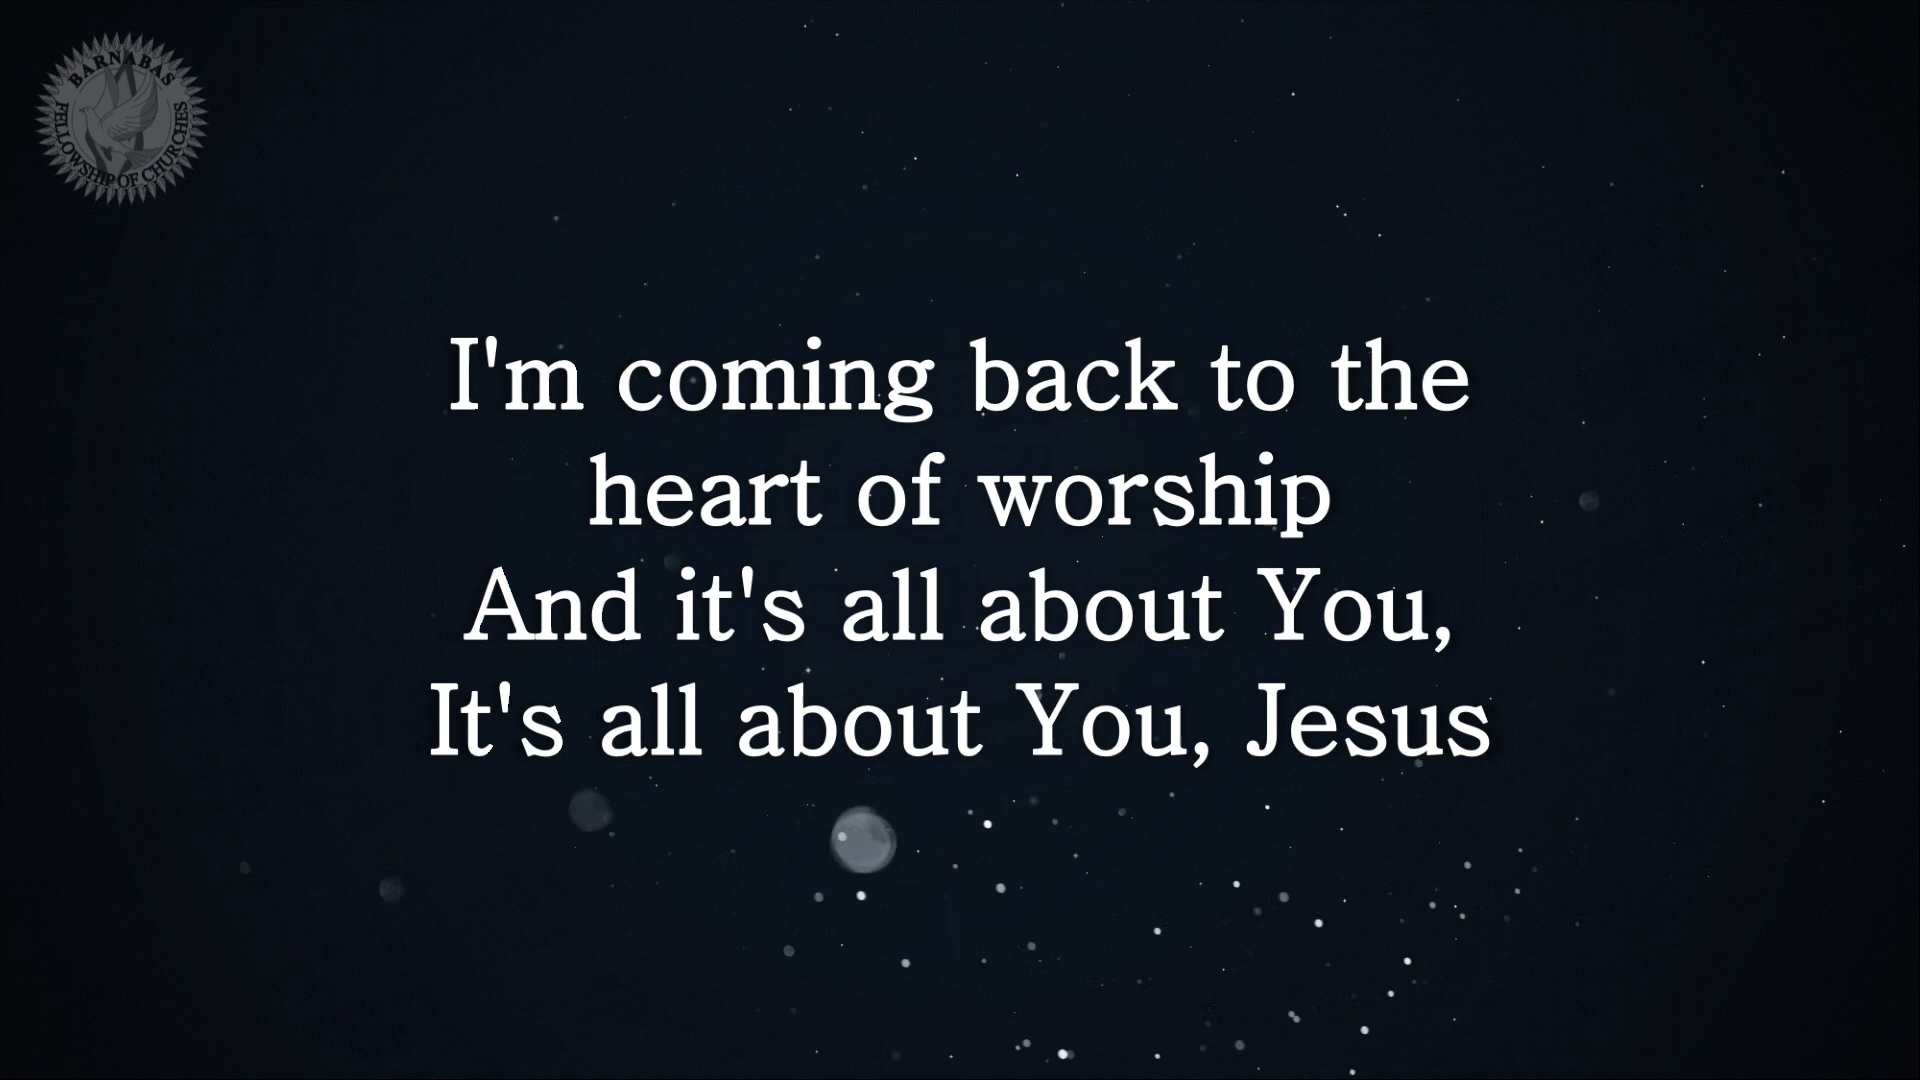 BARNABAS
FELLOWSHIP OF CHURCHES
I'm coming back to the
heart of worship
And it's all about You,
It's all about You, Jesus